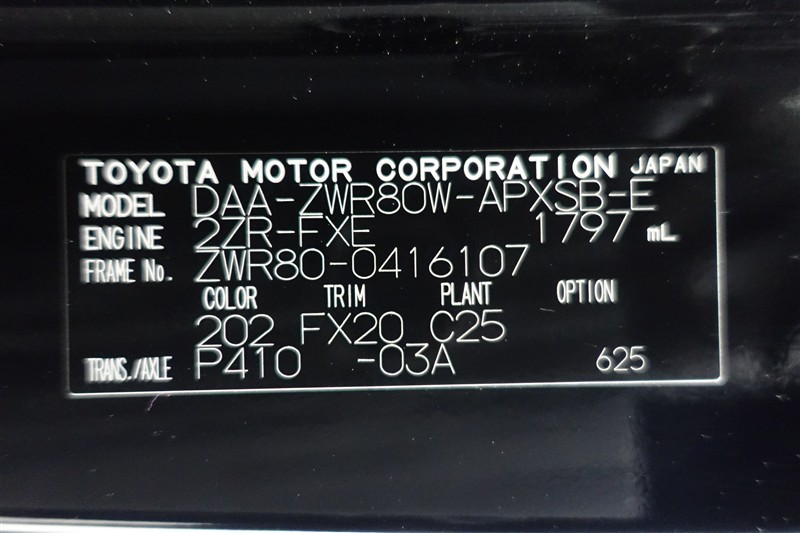 TOYOTA MOTOR CORPORATION JAPAN
MODEL DAA-ZWR80W-APXSB-E
ENGINE 2ZR-FXE 1797 mL
FRAME No. ZWR80-0416107
COLOR TRIM PLANT OPTION
202 FX20 C25
TRANS./AXLE P410 -03A 625